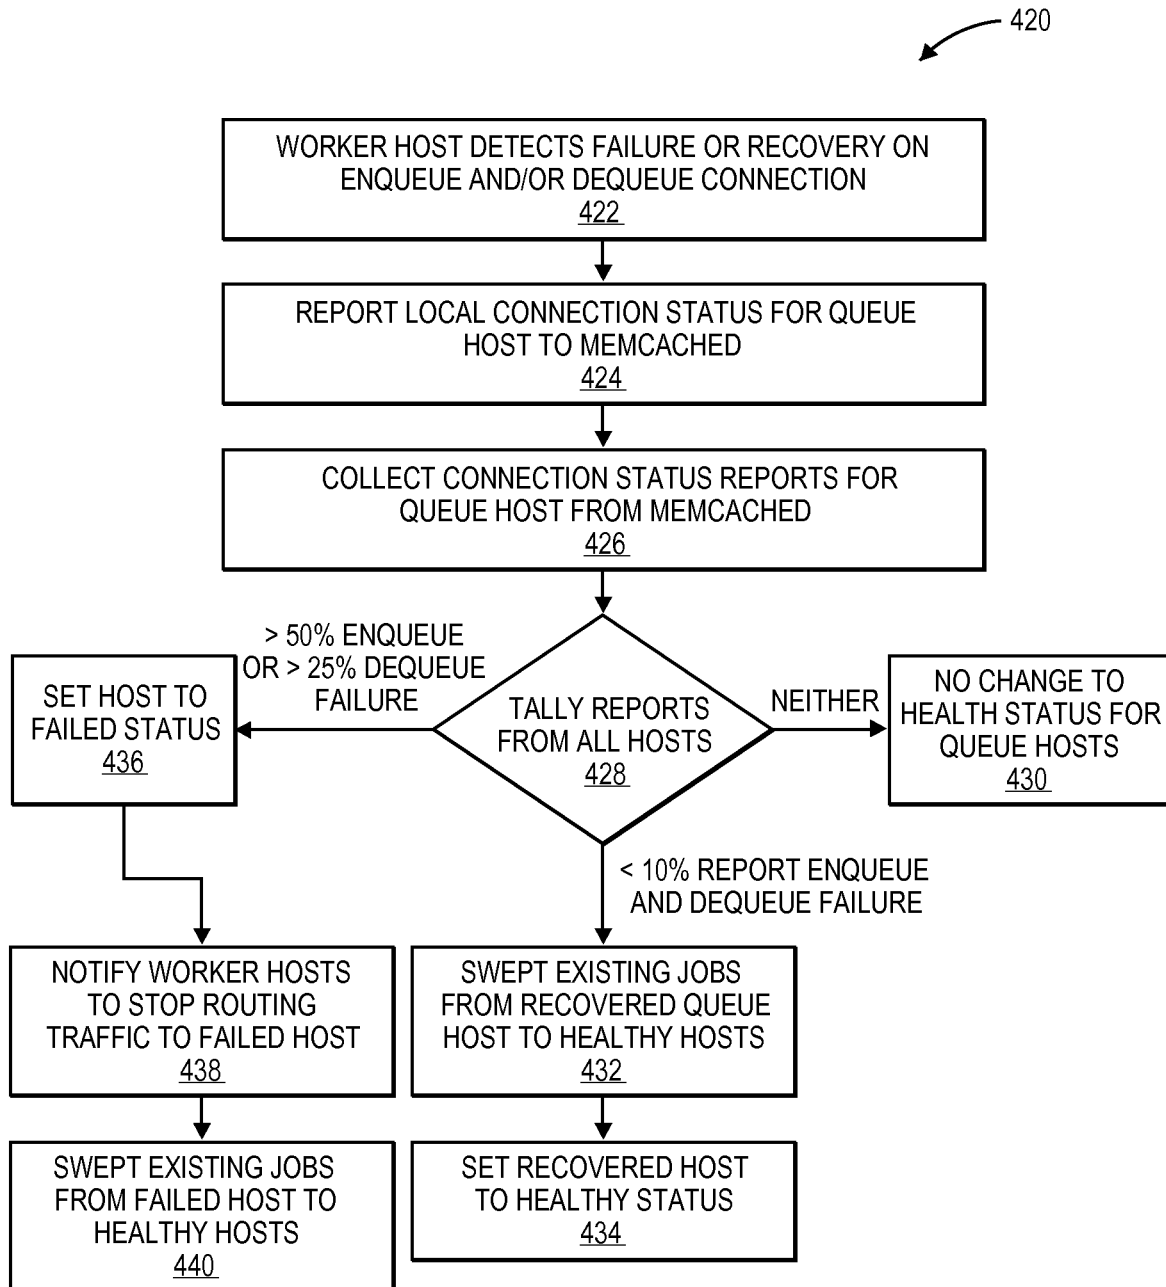 420
WORKER HOST DETECTS FAILURE OR RECOVERY ON
ENQUEUE AND/OR DEQUEUE CONNECTION
422
REPORT LOCAL CONNECTION STATUS FOR QUEUE
HOST TO MEMCACHED
424
COLLECT CONNECTION STATUS REPORTS FOR
QUEUE HOST FROM MEMCACHED
426
> 50% ENQUEUE
OR > 25% DEQUEUE
FAILURE
TALLY REPORTS
FROM ALL HOSTS
428
NEITHER
NO CHANGE TO
HEALTH STATUS FOR
QUEUE HOSTS
430
SET HOST TO
FAILED STATUS
436
< 10% REPORT ENQUEUE
AND DEQUEUE FAILURE
NOTIFY WORKER HOSTS
TO STOP ROUTING
TRAFFIC TO FAILED HOST
438
SWEPT EXISTING JOBS
FROM RECOVERED QUEUE
HOST TO HEALTHY HOSTS
432
SWEPT EXISTING JOBS
FROM FAILED HOST TO
HEALTHY HOSTS
440
SET RECOVERED HOST
TO HEALTHY STATUS
434